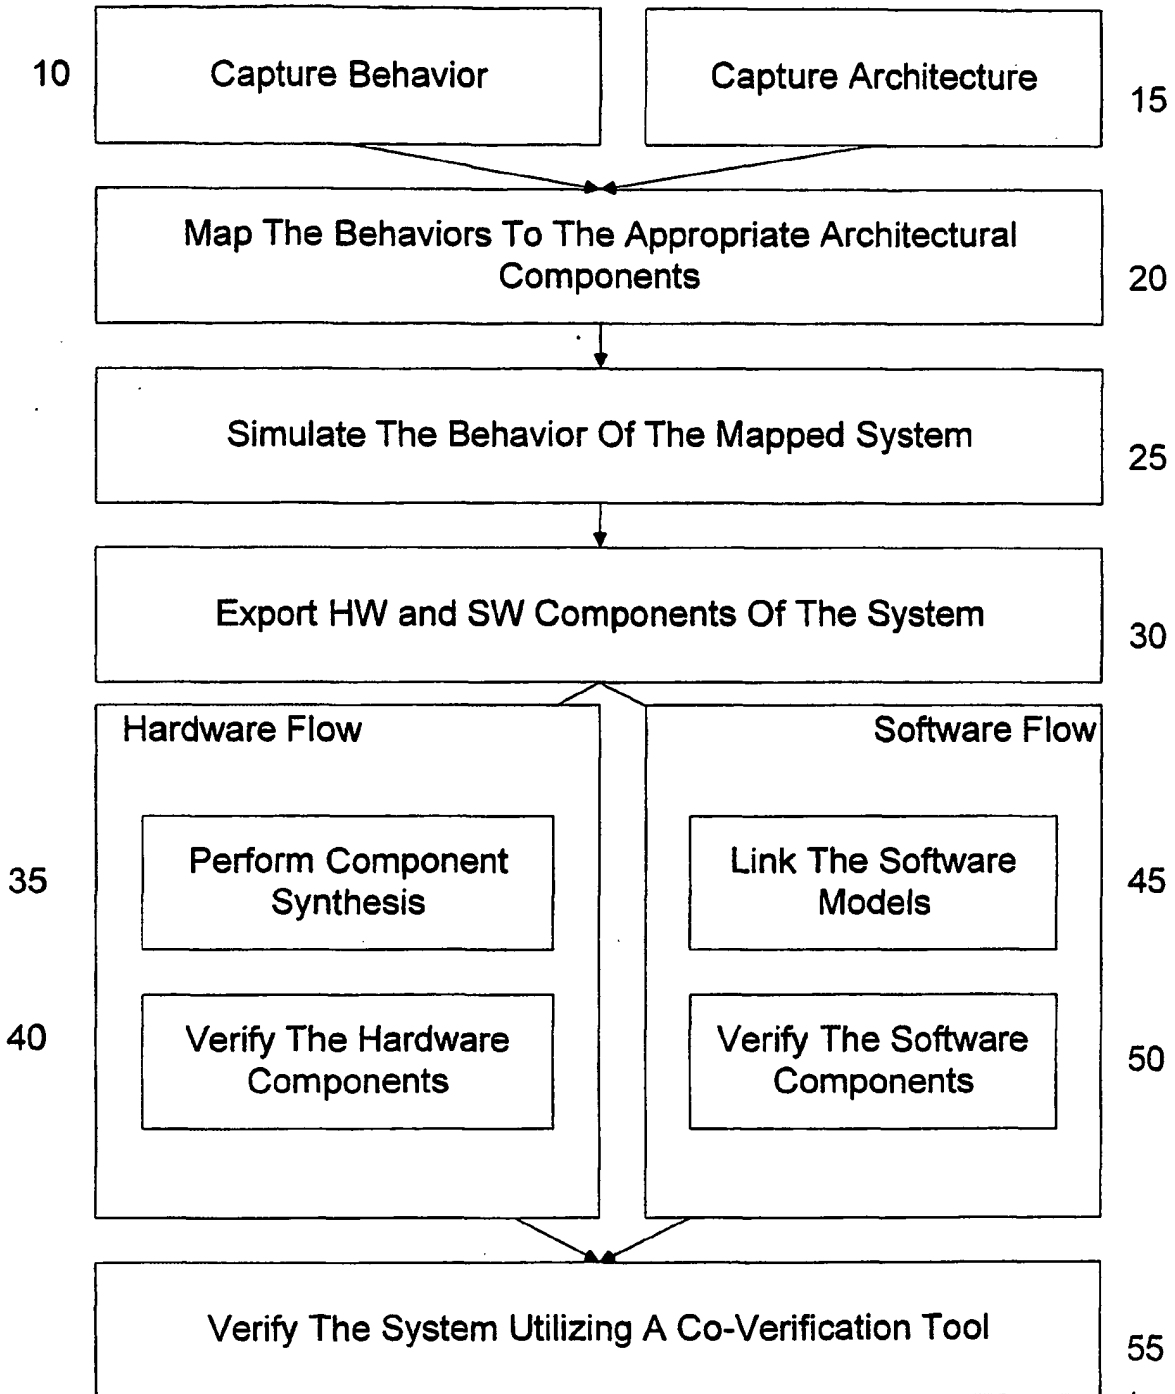 10
Capture Behavior
Capture Architecture
15
Map The Behaviors To The Appropriate Architectural
Components
20
Simulate The Behavior Of The Mapped System
25
Export HW and SW Components Of The System
30
Hardware Flow
Software Flow
35
Perform Component
Synthesis
Link The Software
Models
45
40
Verify The Hardware
Components
Verify The Software
Components
50
Verify The System Utilizing A Co-Verification Tool
55